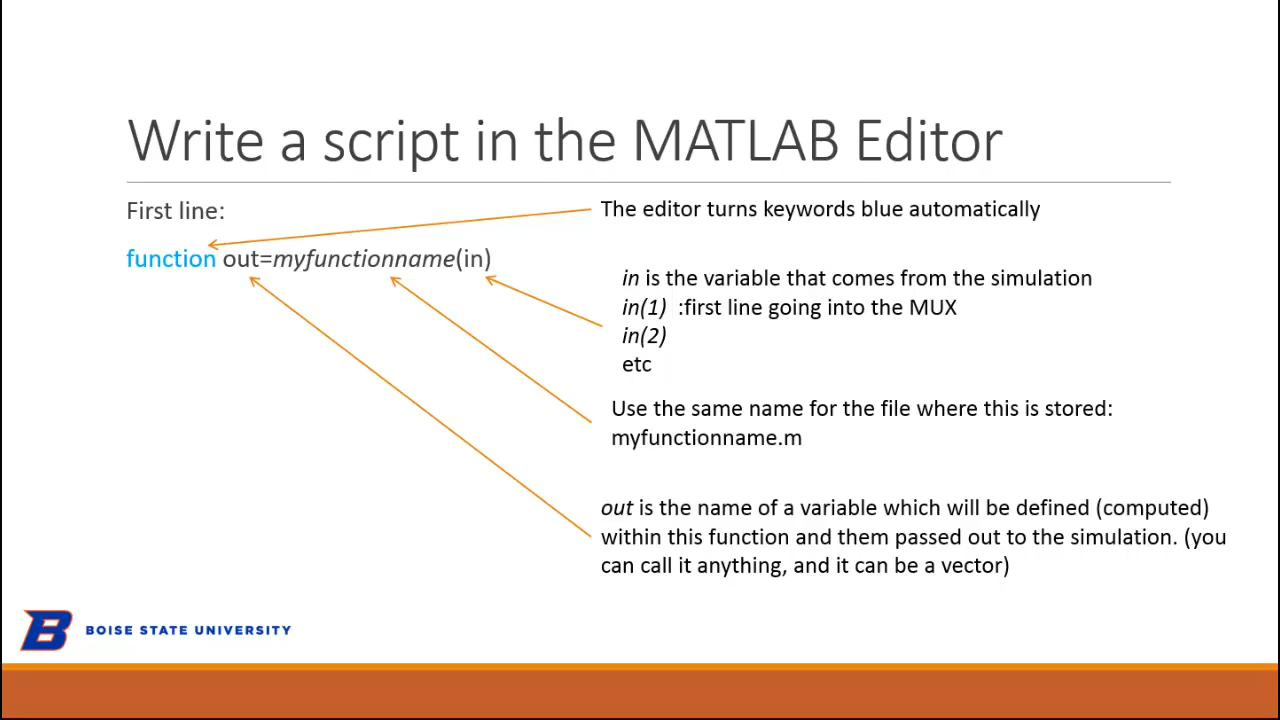 Write a script in the MATLAB Editor
First line:
function out=myfunctionname(in)
The editor turns keywords blue automatically
in is the variable that comes from the simulation
in(1) :first line going into the MUX
in(2)
etc
Use the same name for the file where this is stored:
myfunctionname.m
out is the name of a variable which will be defined (computed)
within this function and them passed out to the simulation. (you
can call it anything, and it can be a vector)
B BOISE STATE UNIVERSITY